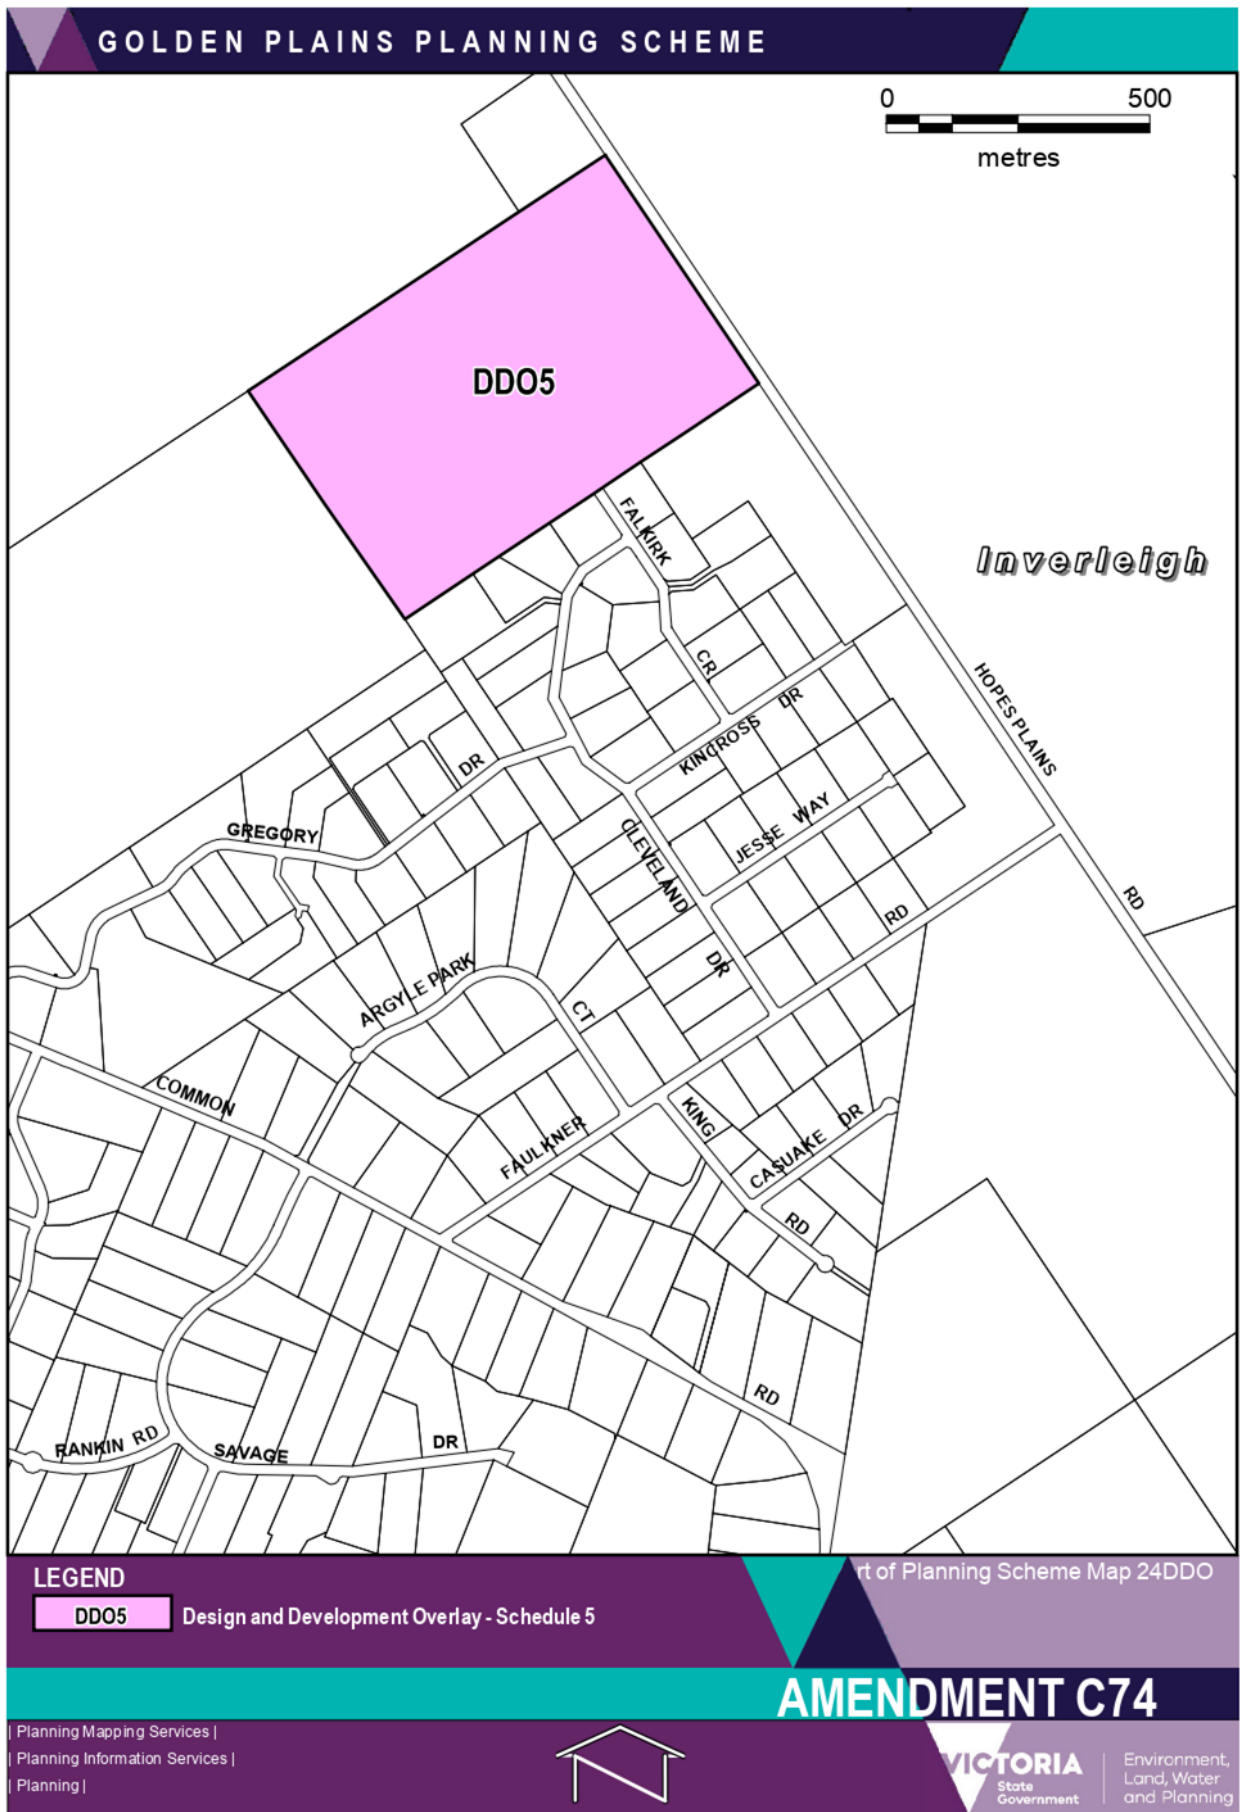 GOLDEN PLAINS PLANNING SCHEME
0 500
metres
DDO5
FALKIRK
Inverleigh
CR
HOPES PLAINS
DR
KINCROSS
DR
JESSE WAY
GREGORY
CLEVELAND
RD
RD
DR
ARGYLE PARK
CT
COMMON
KING
FAULKNER
CASUAKE DR
RD
RD
RANKIN RD
SAVAGE
DR
LEGEND
DDO5 Design and Development Overlay - Schedule 5
rt of Planning Scheme Map 24DDO
AMENDMENT C74
| Planning Mapping Services |
| Planning Information Services |
| Planning |
VICTORIA
State
Government
Environment,
Land, Water
and Planning